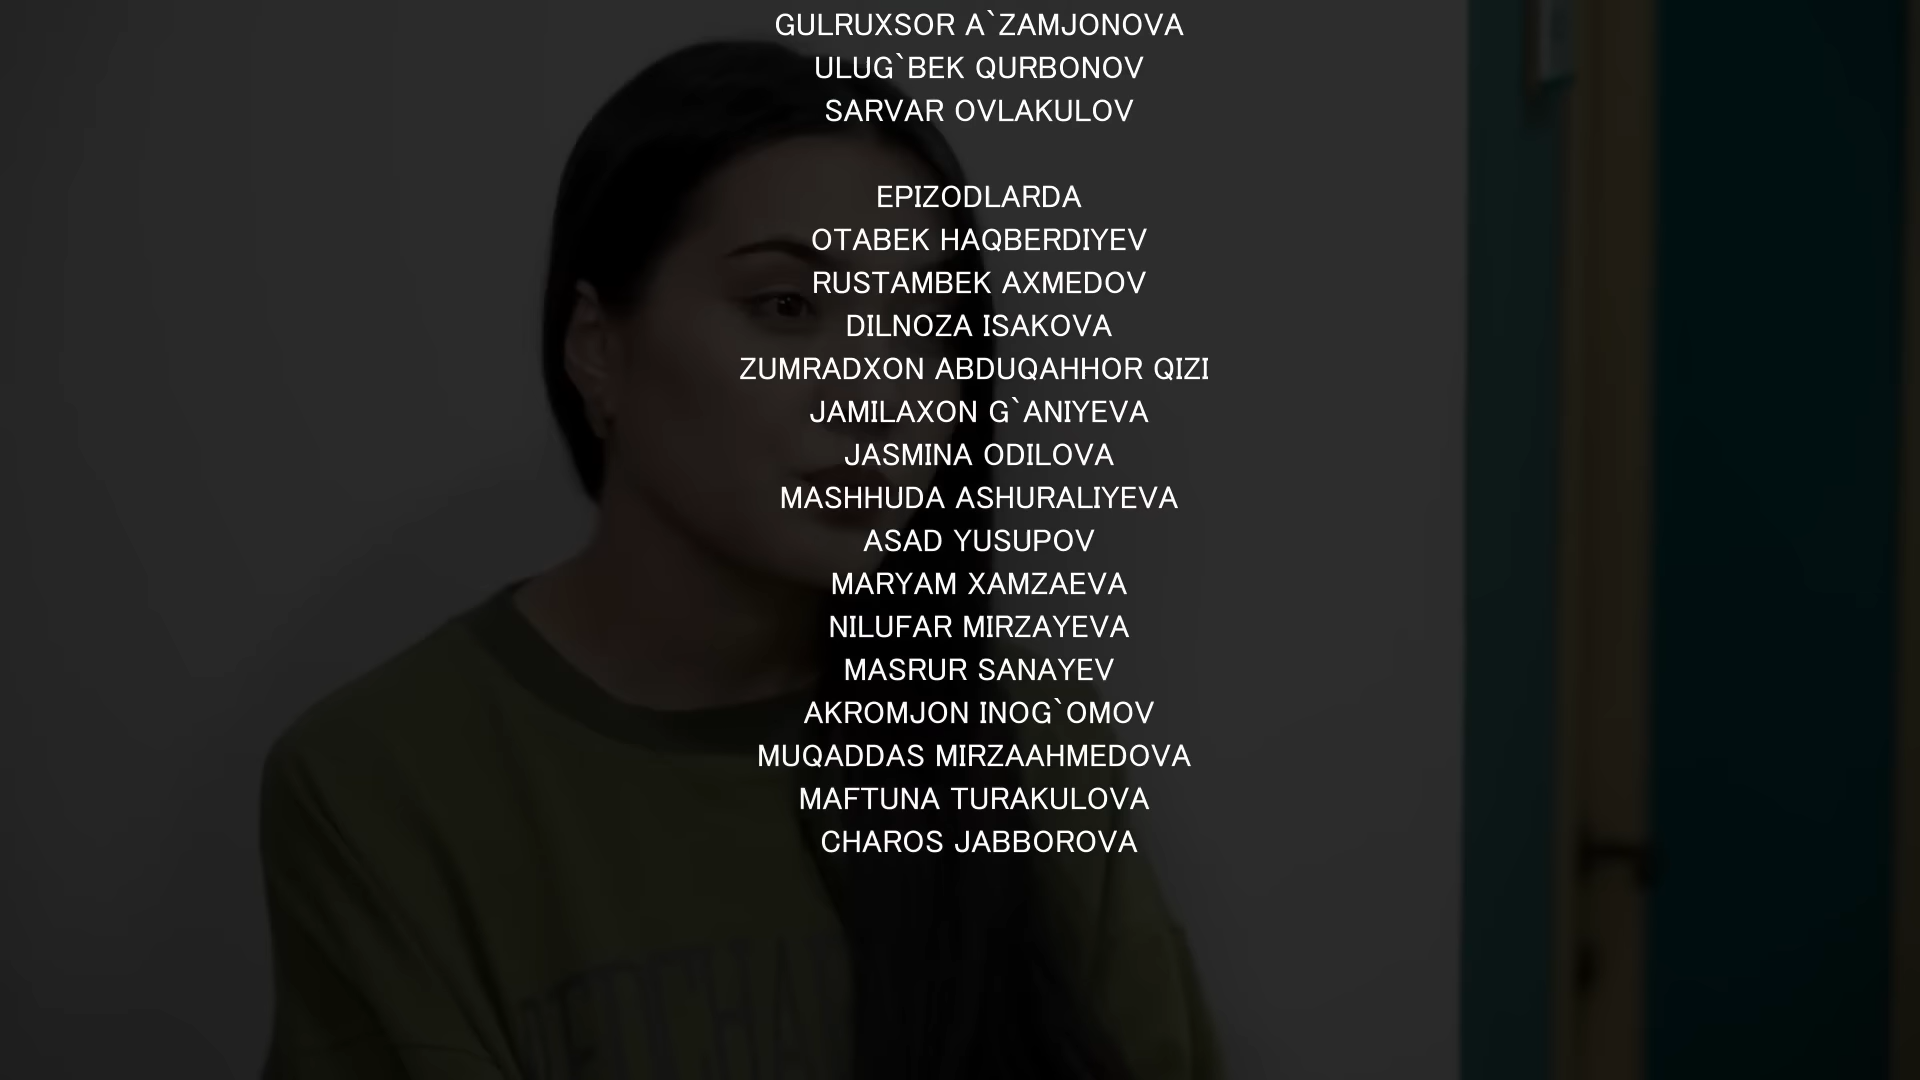 GULRUXSOR A`ZAMJONOVA
ULUG`BEK QURBONOV
SARVAR OVLAKULOV
EPIZODLARDA
OTABEK HAQBERDIYEV
RUSTAMBEK AXMEDOV
DILNOZA ISAKOVA
ZUMRADXON ABDUQAHHOR QIZI
JAMILAXON G`ANIYEVA
JASMINA ODILOVA
MASHHUDA ASHURALIYEVA
ASAD YUSUPOV
MARYAM XAMZAEVA
NILUFAR MIRZAYEVA
MASRUR SANAYEV
AKROMJON INOG`OMOV
MUQADDAS MIRZAAHMEDOVA
MAFTUNA TURAKULOVA
CHAROS JABBOROVA